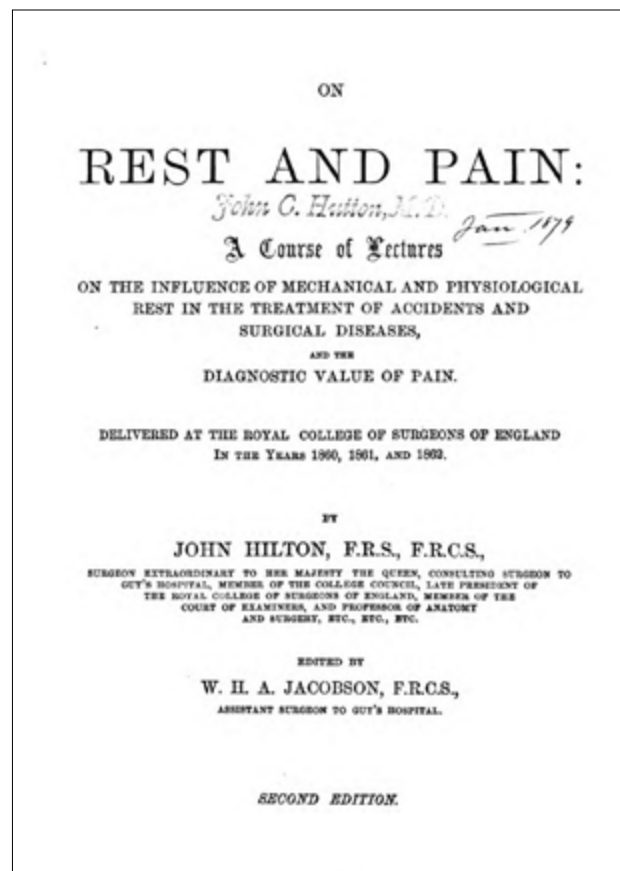 ON
REST AND PAIN:
John C. Hutton, M.D.
Jan. 1879
A Course of Lectures
ON THE INFLUENCE OF MECHANICAL AND PHYSIOLOGICAL
REST IN THE TREATMENT OF ACCIDENTS AND
SURGICAL DISEASES,
AND THE
DIAGNOSTIC VALUE OF PAIN.
DELIVERED AT THE ROYAL COLLEGE OF SURGEONS OF ENGLAND
IN THE YEARS 1860, 1861, AND 1862.
BY
JOHN HILTON, F.R.S., F.R.C.S.,
SURGEON EXTRAORDINARY TO HER MAJESTY THE QUEEN, CONSULTING SURGEON TO
GUY'S HOSPITAL, MEMBER OF THE COLLEGE COUNCIL, LATE PRESIDENT OF
THE ROYAL COLLEGE OF SURGEONS OF ENGLAND, MEMBER OF THE
COURT OF EXAMINERS, AND PROFESSOR OF ANATOMY
AND SURGERY, ETC., ETC., ETC.
EDITED BY
W. H. A. JACOBSON, F.R.C.S.,
ASSISTANT SURGEON TO GUY'S HOSPITAL.
SECOND EDITION.